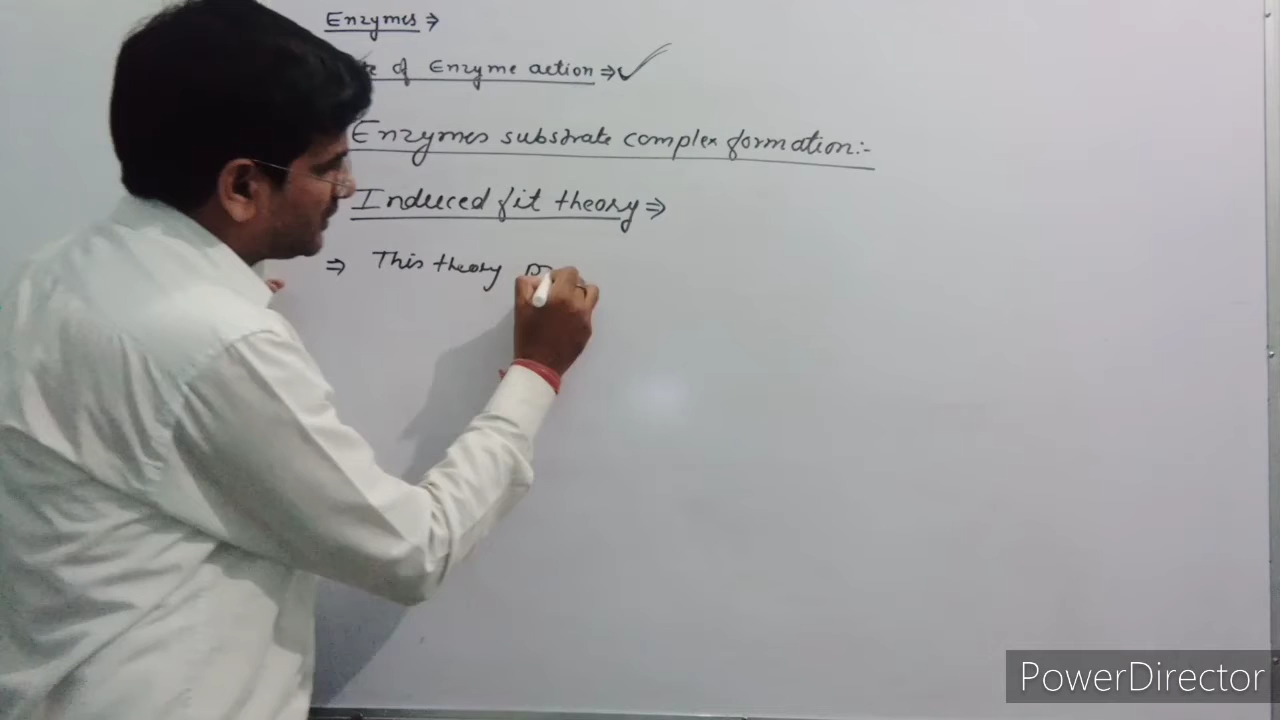 Enzymes ⇒
of Enzyme action ⇒ ✓
Enzymes substrate complex formation:-
Induced fit theory ⇒
⇒ This theory
PowerDirector